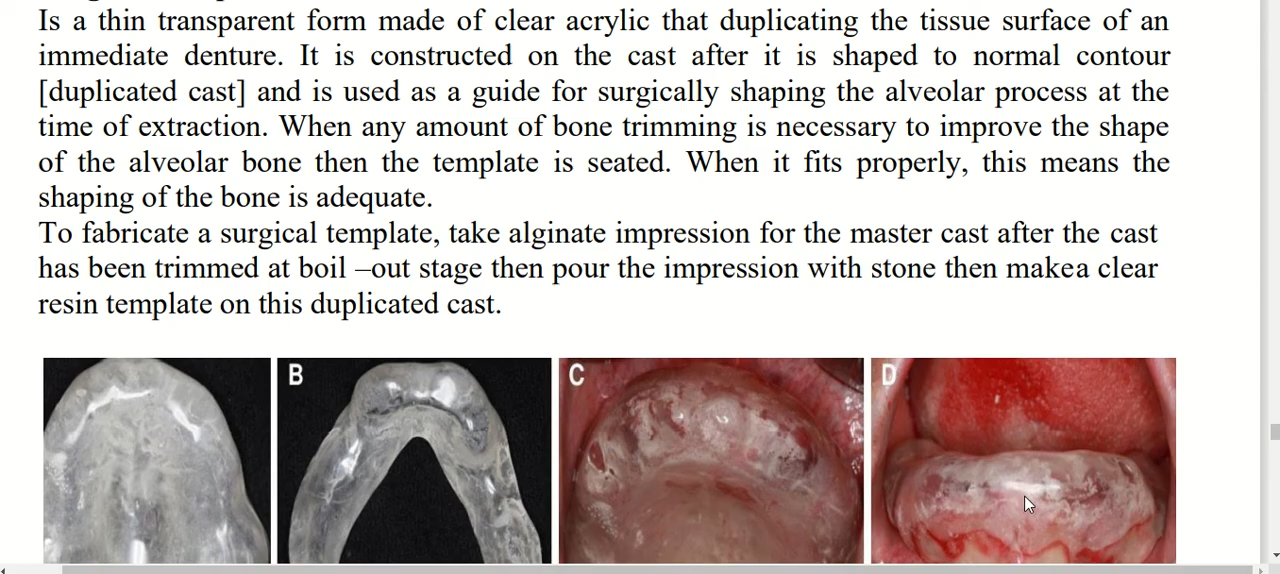 Is a thin transparent form made of clear acrylic that duplicating the tissue surface of an
immediate denture. It is constructed on the cast after it is shaped to normal contour
[duplicated cast] and is used as a guide for surgically shaping the alveolar process at the
time of extraction. When any amount of bone trimming is necessary to improve the shape
of the alveolar bone then the template is seated. When it fits properly, this means the
shaping of the bone is adequate.
To fabricate a surgical template, take alginate impression for the master cast after the cast
has been trimmed at boil –out stage then pour the impression with stone then makea clear
resin template on this duplicated cast.
B C D